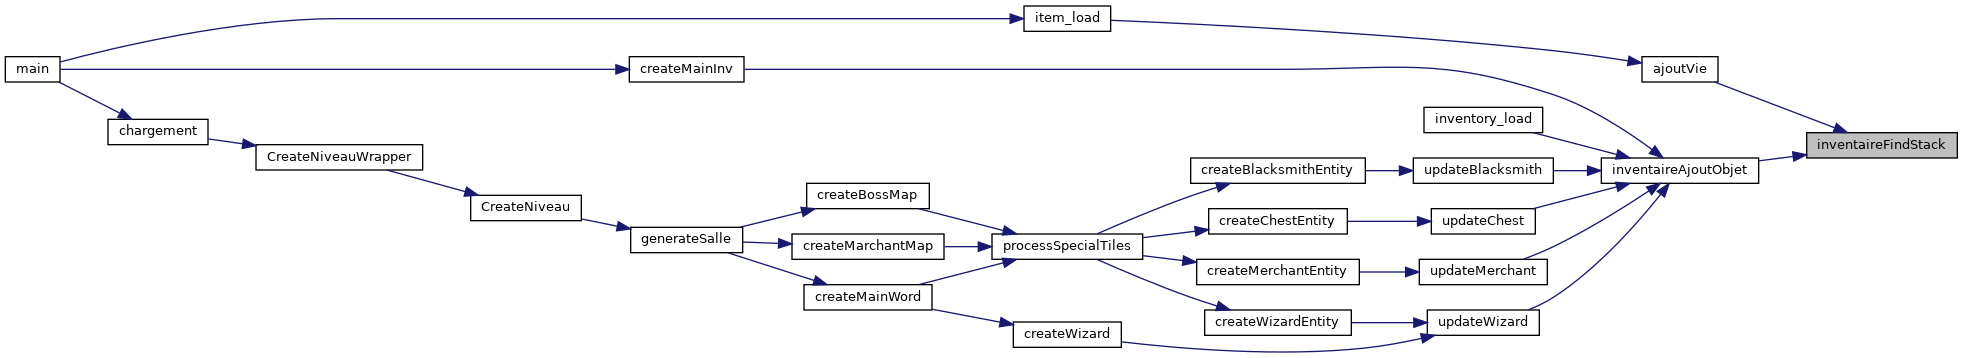 item_load
main
createMainInv
ajoutVie
inventory_load
chargement
inventaireFindStack
CreateNiveauWrapper
createBlacksmithEntity
updateBlacksmith
inventaireAjoutObjet
createBossMap
CreateNiveau
createChestEntity
updateChest
generateSalle
createMarchantMap
processSpecialTiles
createMerchantEntity
updateMerchant
createMainWord
createWizardEntity
updateWizard
createWizard